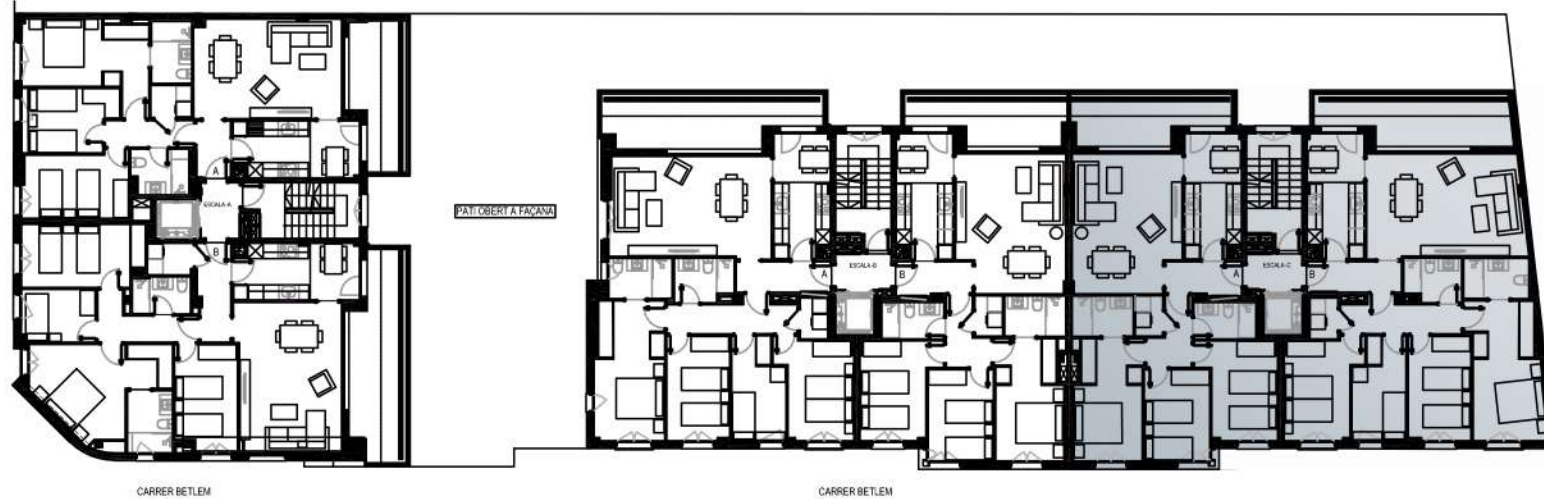 A
ESCALA-A
B
PATI OBERT A FAÇANA
A
ESCALA-B
B
A
ESCALA-C
B
CARRER BETLEM
CARRER BETLEM